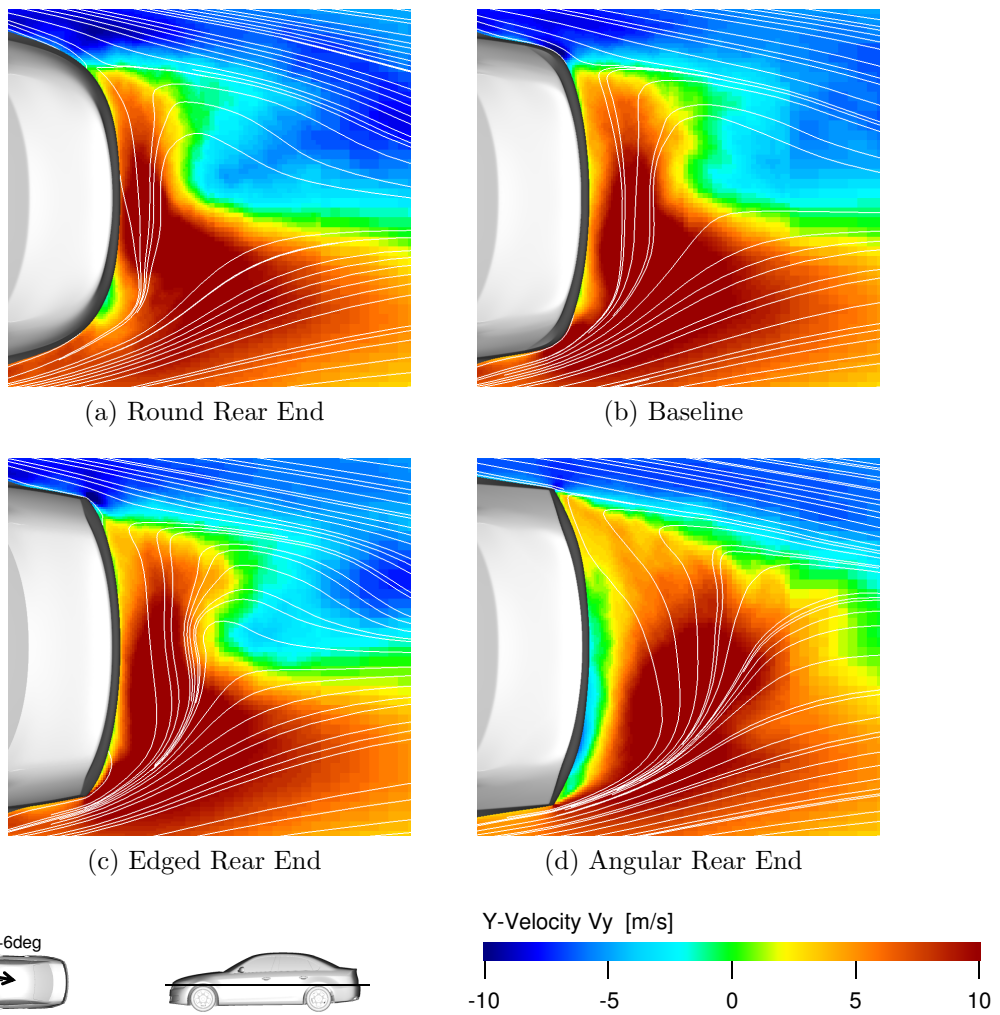 (a) Round Rear End
(b) Baseline
(c) Edged Rear End
(d) Angular Rear End
-6deg
Y-Velocity Vy [m/s]
-10 -5 0 5 10